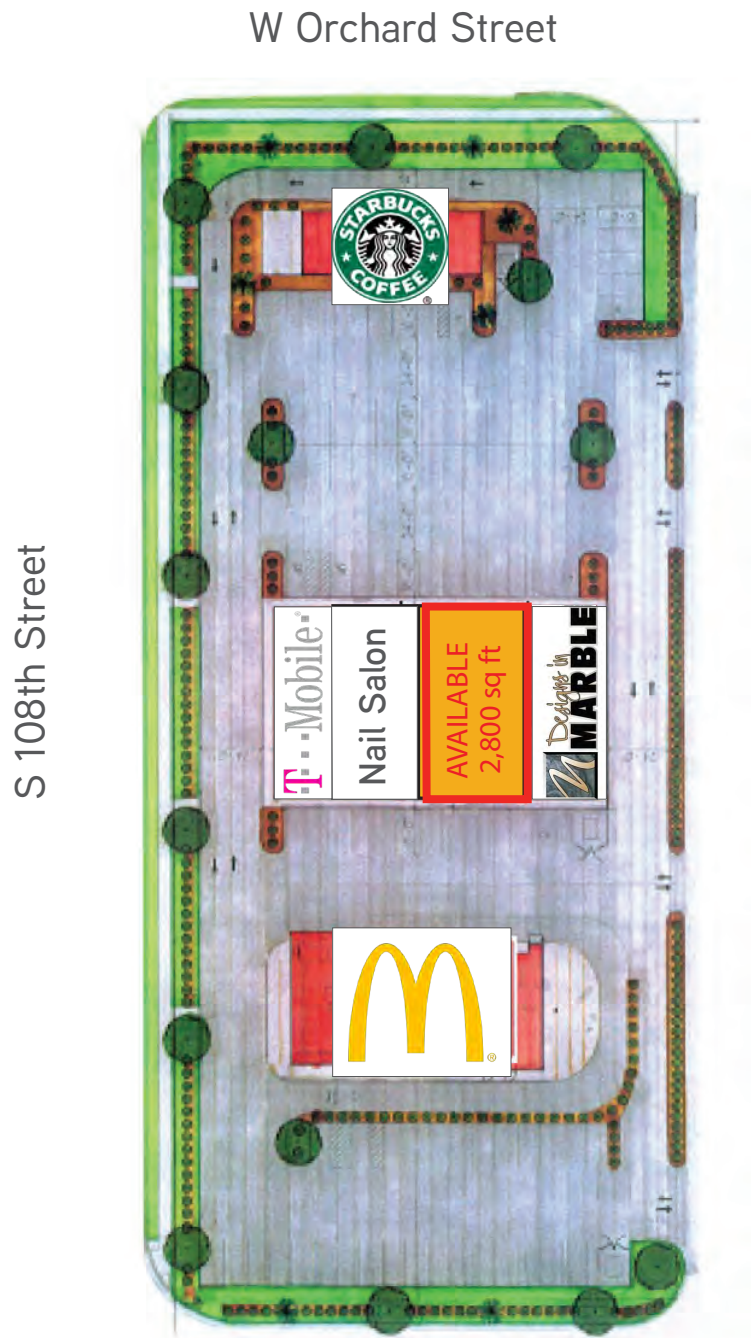 W Orchard Street
S 108th Street
STARBUCKS
COFFEE
®
T··Mobile·®
Nail Salon
AVAILABLE
2,800 sq ft
Designs in
MARBLE
®